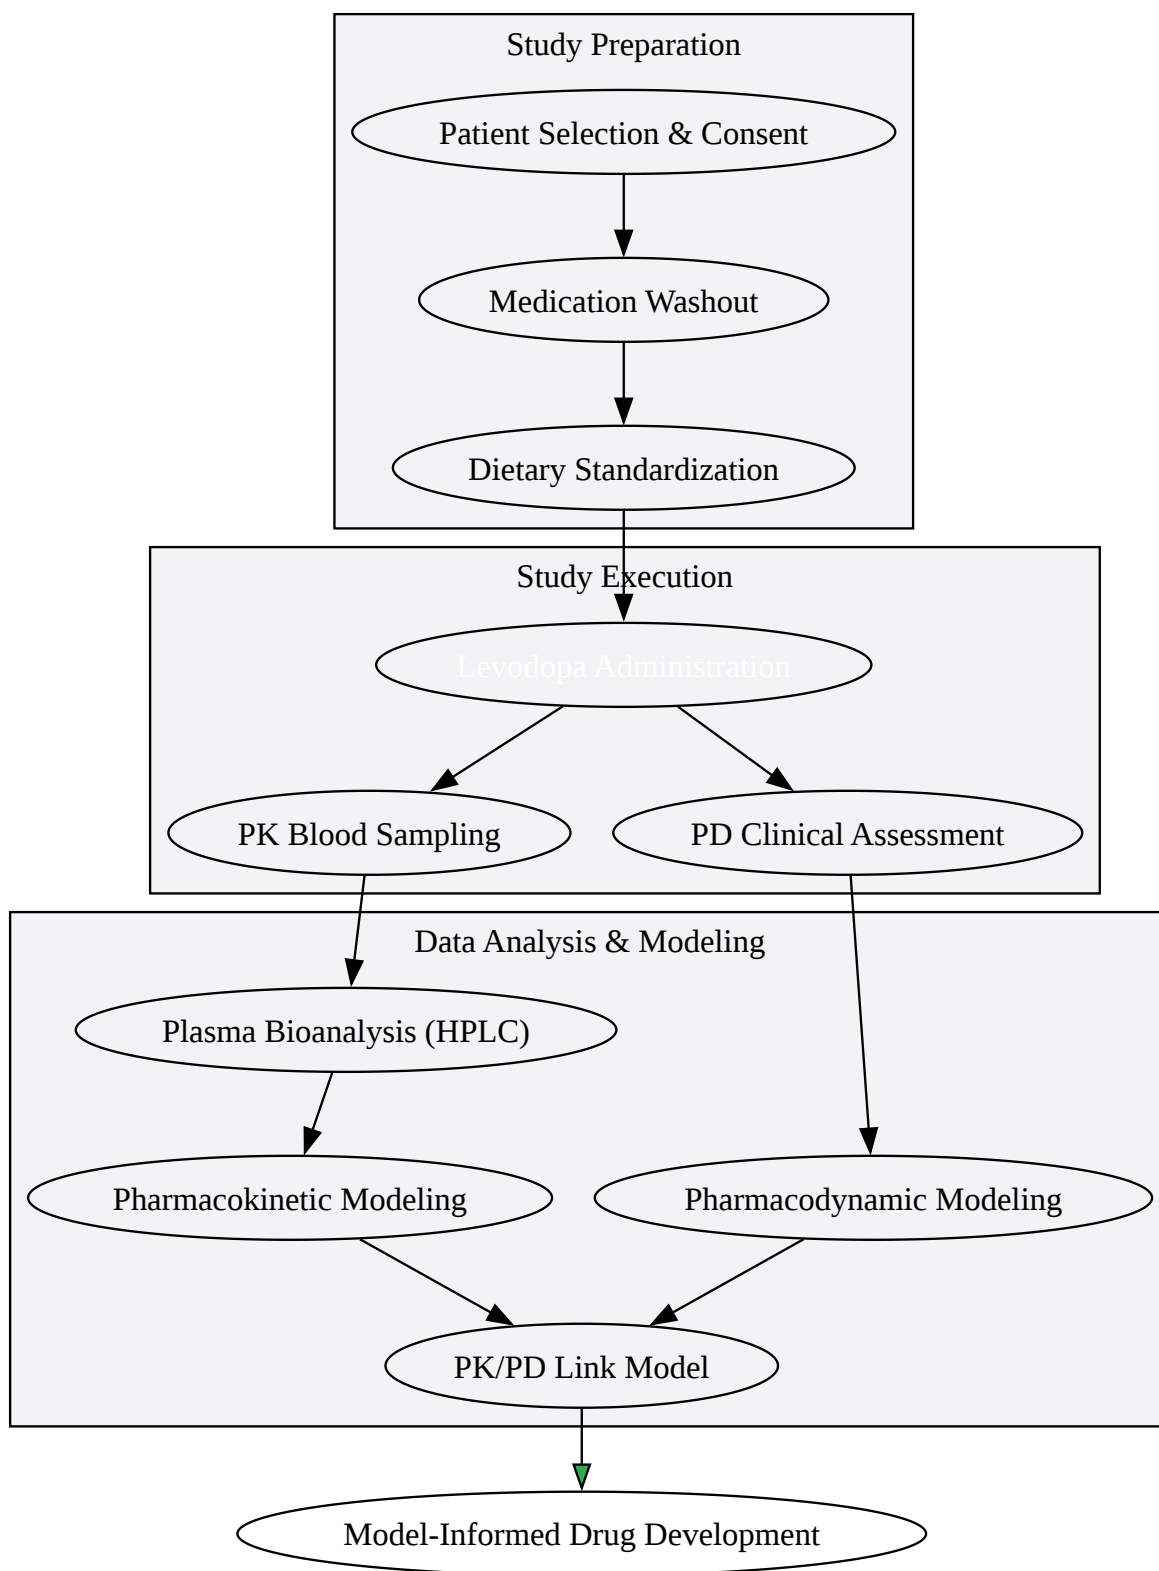 Study Preparation
Patient Selection & Consent
Medication Washout
Dietary Standardization
Study Execution
Levodopa Administration
PK Blood Sampling
PD Clinical Assessment
Data Analysis & Modeling
Plasma Bioanalysis (HPLC)
Pharmacokinetic Modeling
Pharmacodynamic Modeling
PK/PD Link Model
Model-Informed Drug Development